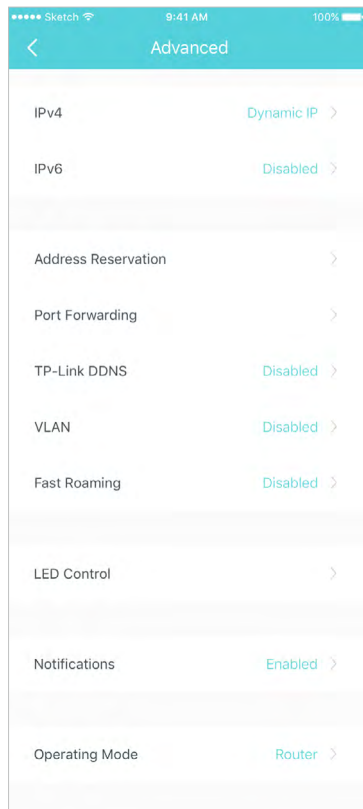 Sketch 9:41 AM 100%
Advanced
IPv4 Dynamic IP
IPv6 Disabled
Address Reservation
Port Forwarding
TP-Link DDNS Disabled
VLAN Disabled
Fast Roaming Disabled
LED Control
Notifications Enabled
Operating Mode Router